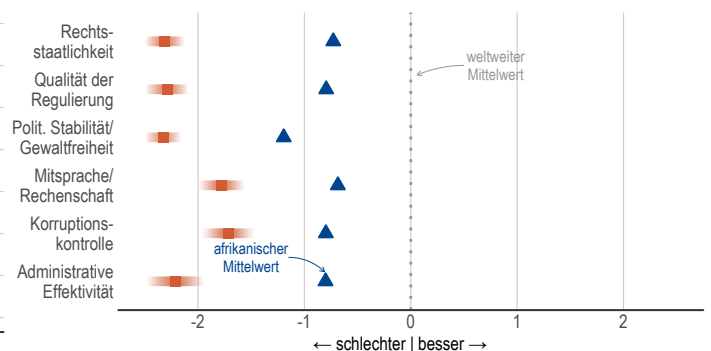 Rechts-
staatlichkeit
Qualität der
Regulierung
Polit. Stabilität/
Gewaltfreiheit
Mitsprache/
Rechenschaft
Korruptions-
kontrolle
Administrative
Effektivität
weltweiter
Mittelwert
afrikanischer
Mittelwert
-2 -1 0 1 2
← schlechter | besser →